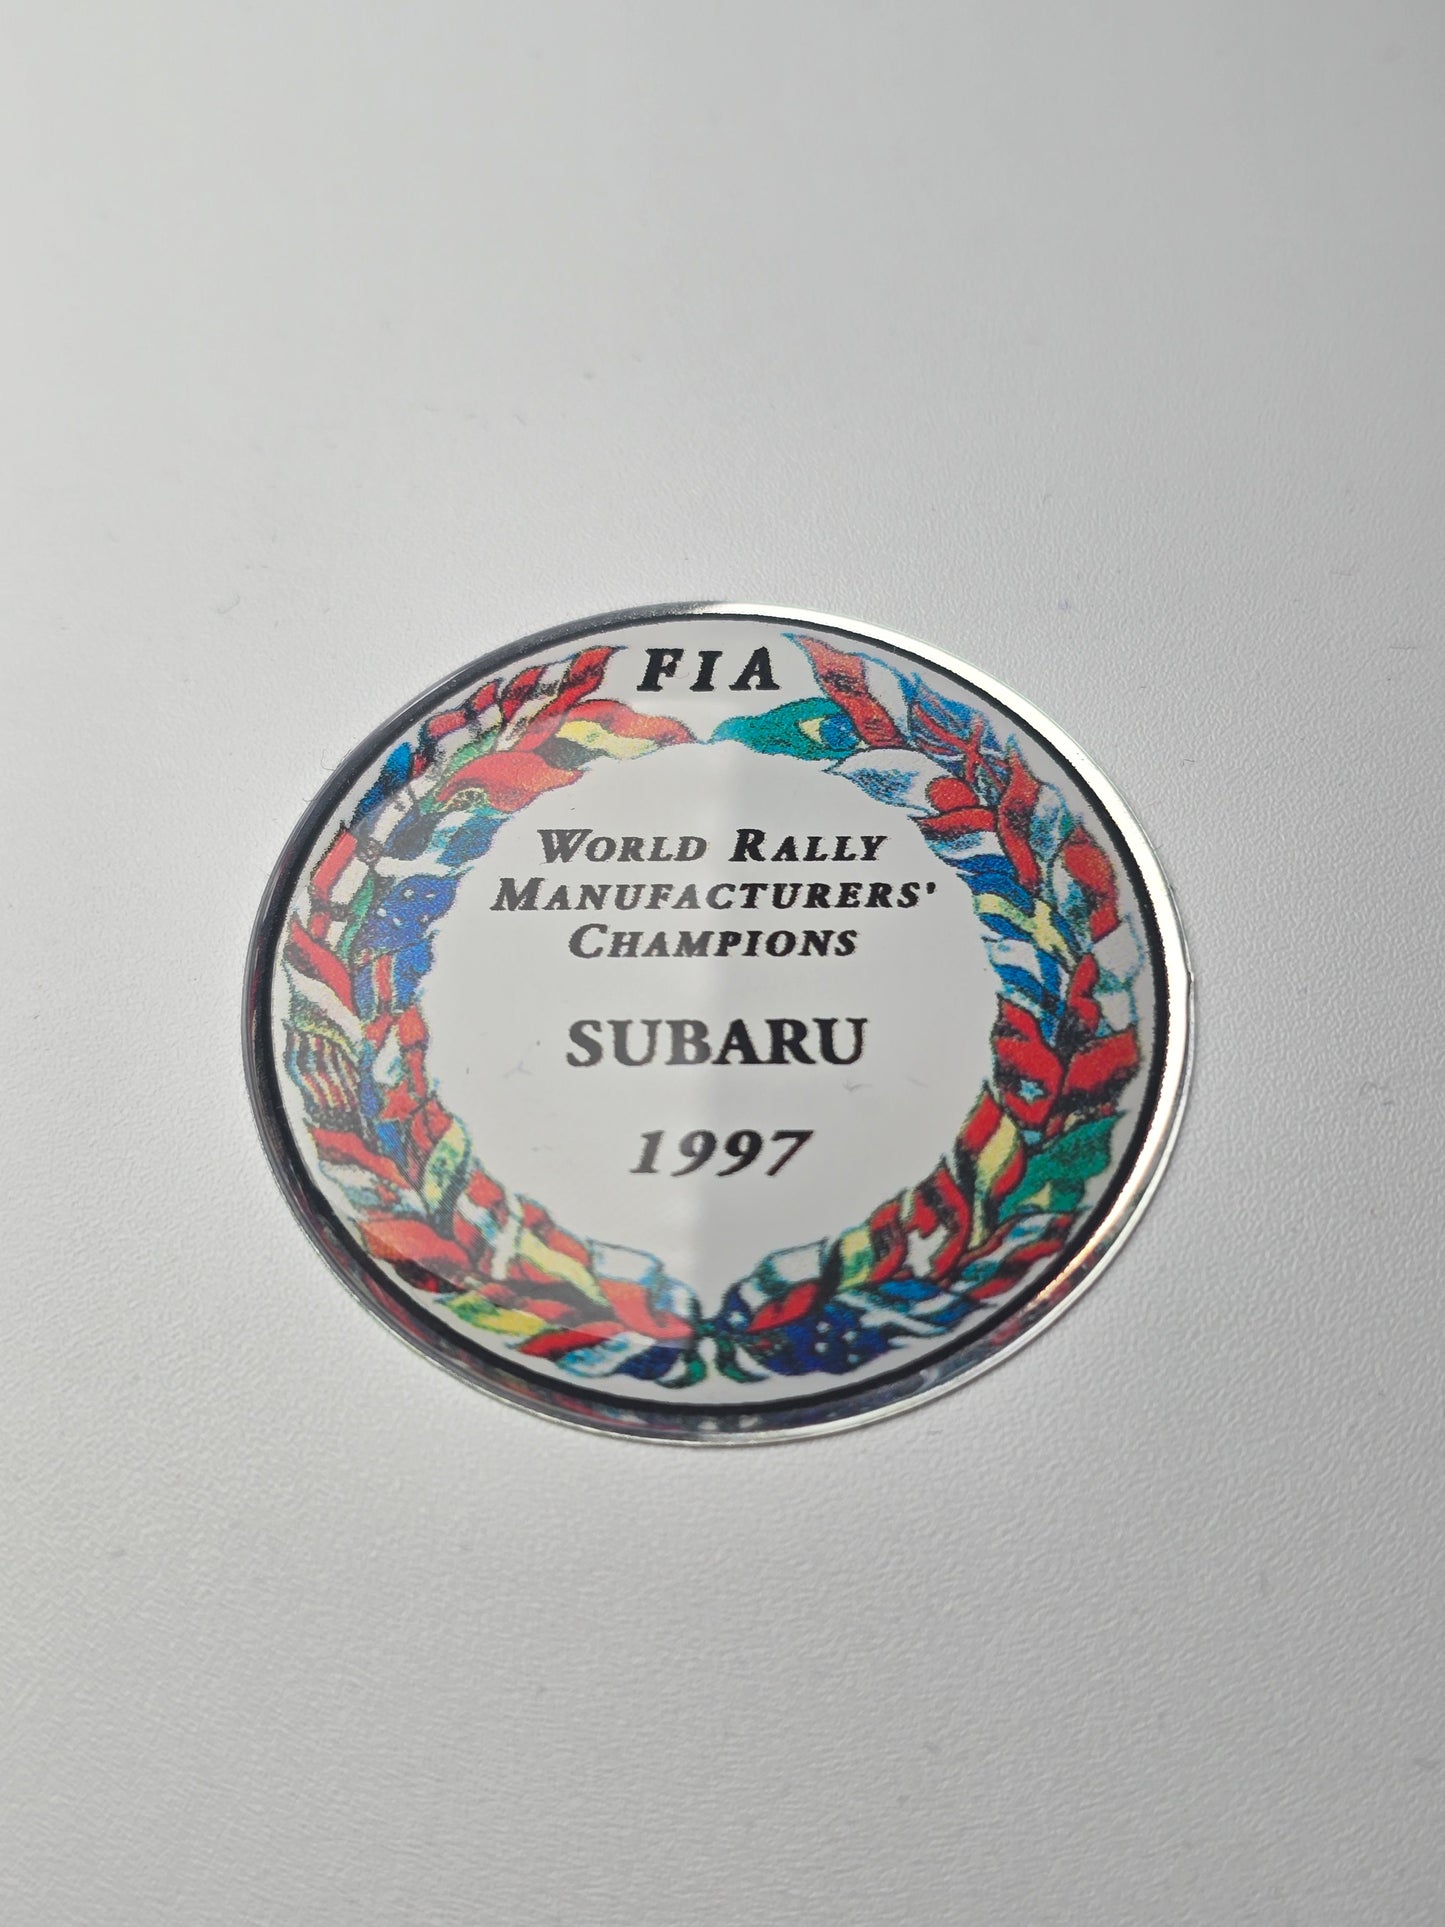 FIA
WORLD RALLY
MANUFACTURERS'
CHAMPIONS
SUBARU
1997